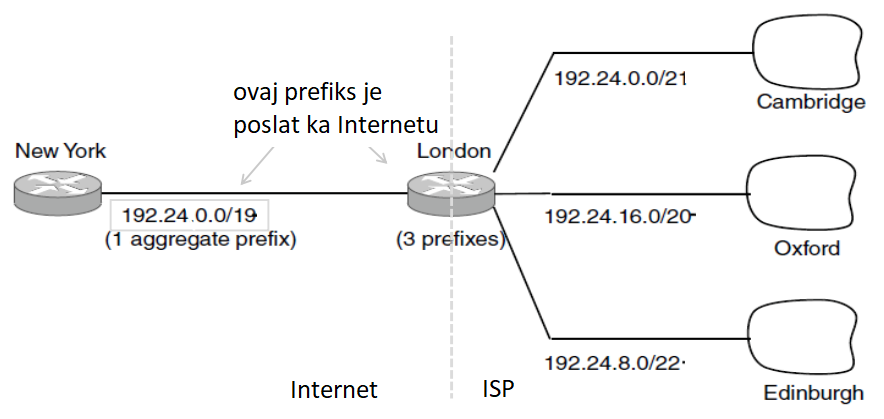 ovaj prefiks je
poslat ka Internetu
New York
London
192.24.0.0/19
(1 aggregate prefix)
(3 prefixes)
192.24.0.0/21
Cambridge
192.24.16.0/20
Oxford
192.24.8.0/22
Edinburgh
Internet
ISP